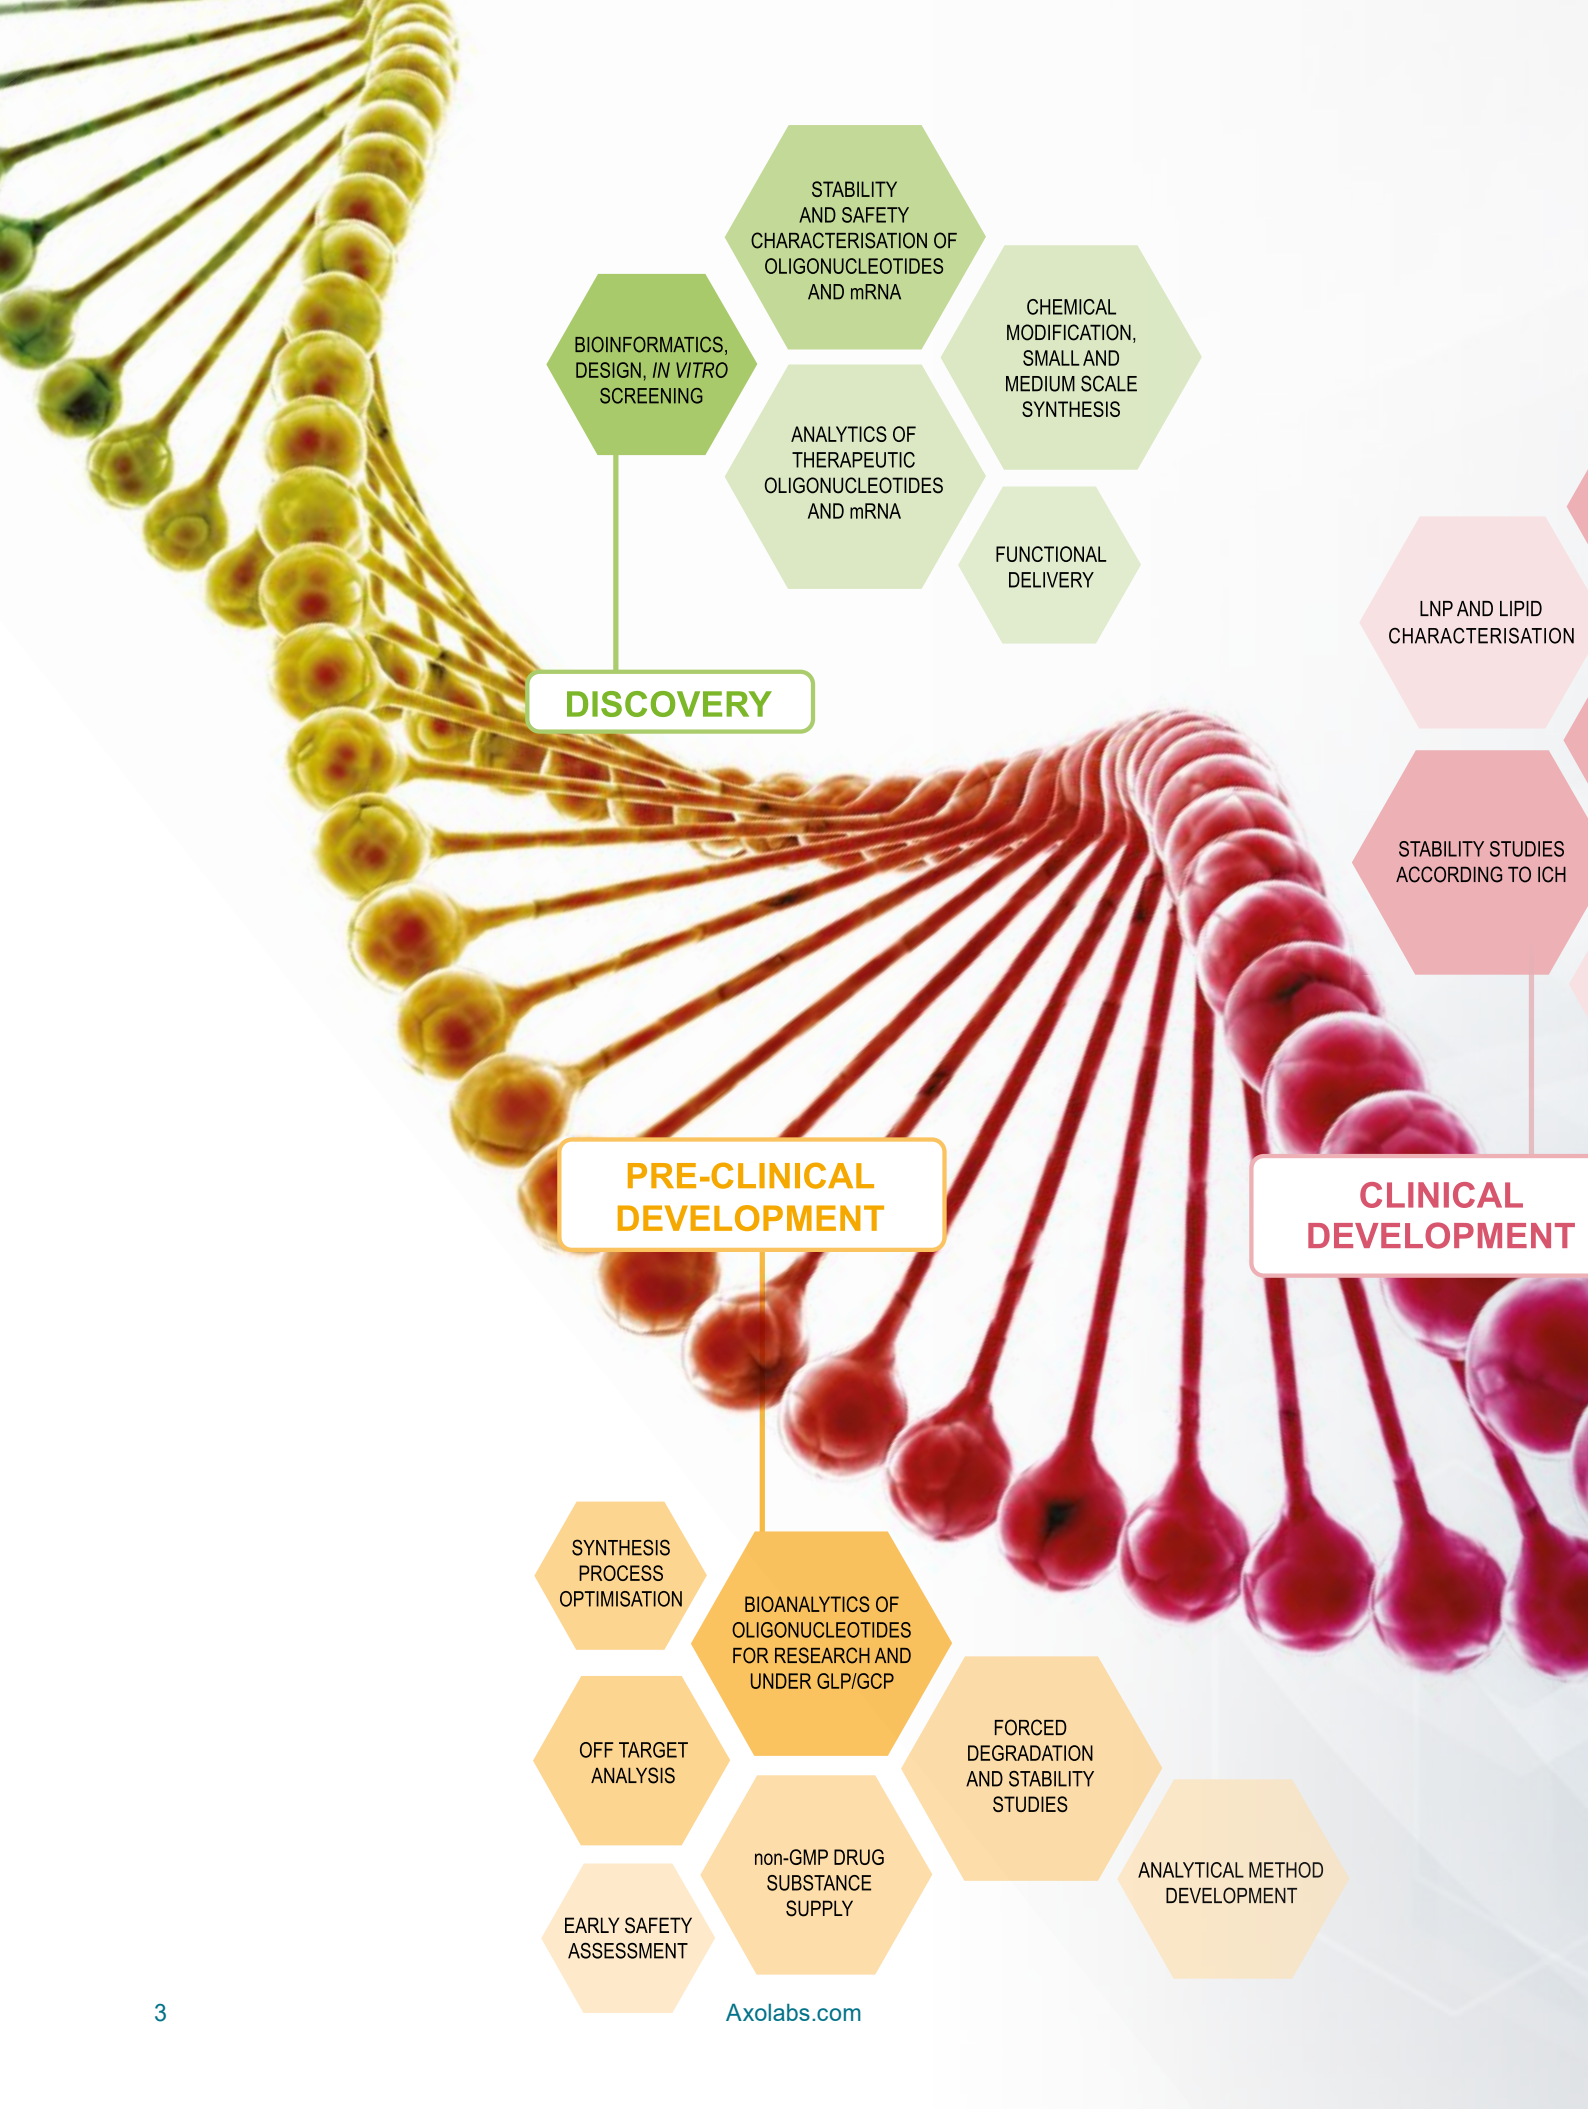 STABILITY
AND SAFETY
CHARACTERISATION OF
OLIGONUCLEOTIDES
AND mRNA
BIOINFORMATICS,
DESIGN, IN VITRO
SCREENING
CHEMICAL
MODIFICATION,
SMALL AND
MEDIUM SCALE
SYNTHESIS
ANALYTICS OF
THERAPEUTIC
OLIGONUCLEOTIDES
AND mRNA
FUNCTIONAL
DELIVERY
DISCOVERY
LNP AND LIPID
CHARACTERISATION
STABILITY STUDIES
ACCORDING TO ICH
PRE-CLINICAL
DEVELOPMENT
CLINICAL
DEVELOPMENT
SYNTHESIS
PROCESS
OPTIMISATION
BIOANALYTICS OF
OLIGONUCLEOTIDES
FOR RESEARCH AND
UNDER GLP/GCP
OFF TARGET
ANALYSIS
FORCED
DEGRADATION
AND STABILITY
STUDIES
non-GMP DRUG
SUBSTANCE
SUPPLY
ANALYTICAL METHOD
DEVELOPMENT
EARLY SAFETY
ASSESSMENT
3
Axolabs.com